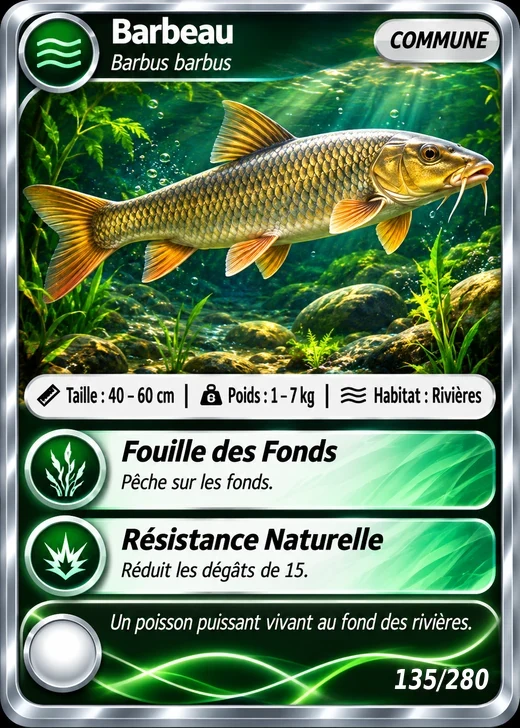 Barbeau
Barbus barbus
COMMUNE
Taille : 40 – 60 cm | Poids : 1 – 7 kg | Habitat : Rivières
Fouille des Fonds
Pêche sur les fonds.
Résistance Naturelle
Réduit les dégâts de 15.
Un poisson puissant vivant au fond des rivières.
135/280